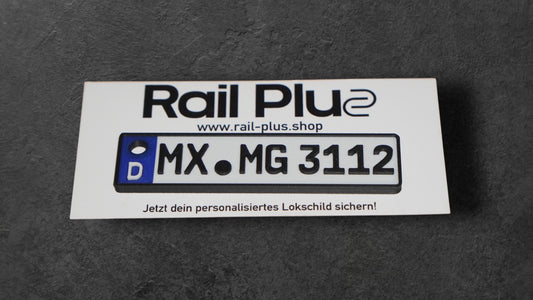 Rail Plus
www.rail-plus.shop
D MX MG 3112
Jetzt dein personalisiertes Lokschild sichern!